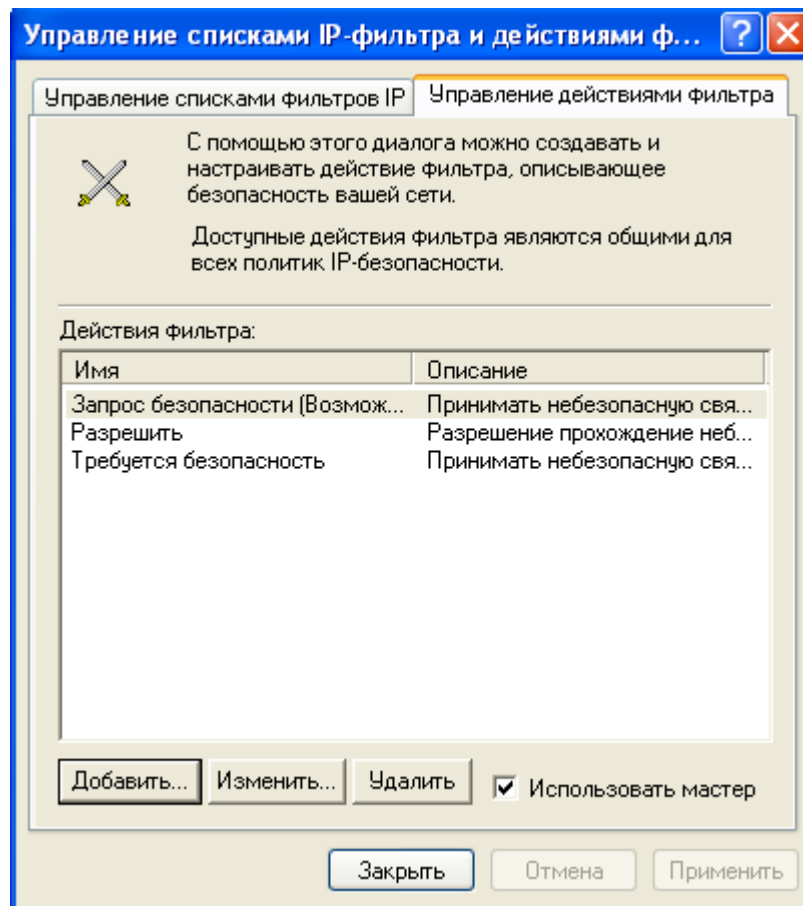 Управление списками IP-фильтра и действиями ф...
Управление списками фильтров IP Управление действиями фильтра
С помощью этого диалога можно создавать и
настраивать действие фильтра, описывающее
безопасность вашей сети.
Доступные действия фильтра являются общими для
всех политик IP-безопасности.
Действия фильтра:
Имя Описание
Запрос безопасности (Возмож... Принимать небезопасную свя...
Разрешить Разрешение прохождение неб...
Требуется безопасность Принимать небезопасную свя...
Добавить... Изменить... Удалить Использовать мастер
Закрыть Отмена Применить